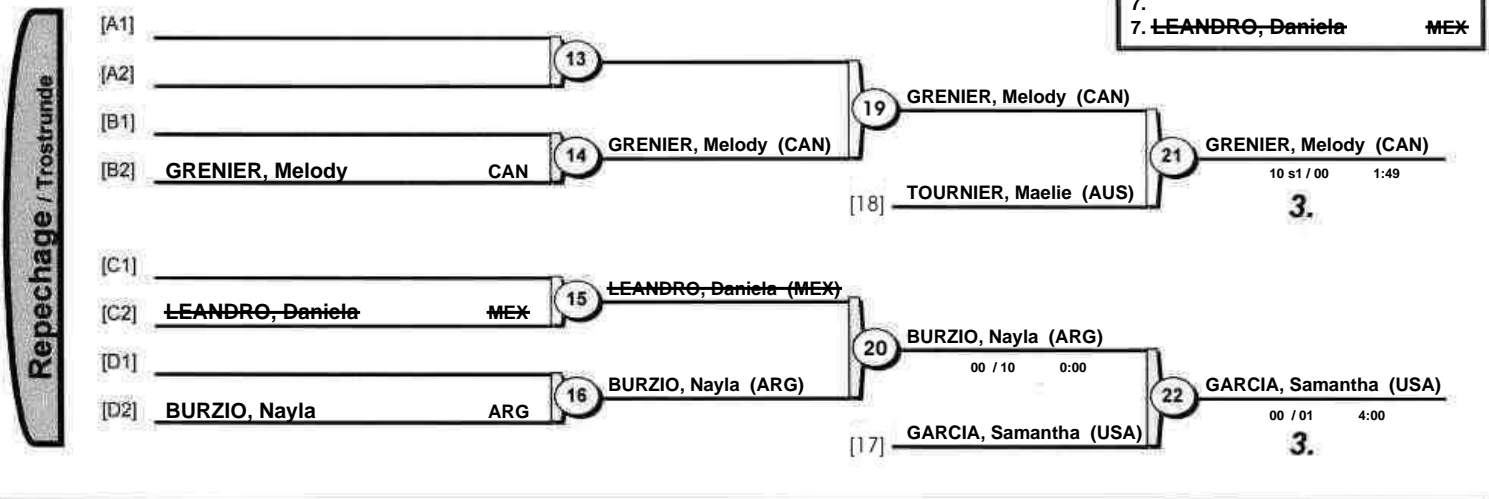 7.
7. LEANDRO, Daniela MEX
Repechage / Trostrunde
[A1]
[A2]
13
[B1]
[B2] GRENIER, Melody CAN
14
GRENIER, Melody (CAN)
19
GRENIER, Melody (CAN)
[18] TOURNIER, Maelie (AUS)
21
GRENIER, Melody (CAN)
10 s1 / 00 1:49
3.
[C1]
[C2] LEANDRO, Daniela MEX
15
LEANDRO, Daniela (MEX)
[D1]
[D2] BURZIO, Nayla ARG
16
BURZIO, Nayla (ARG)
20
BURZIO, Nayla (ARG)
00 / 10 0:00
[17] GARCIA, Samantha (USA)
22
GARCIA, Samantha (USA)
00 / 01 4:00
3.